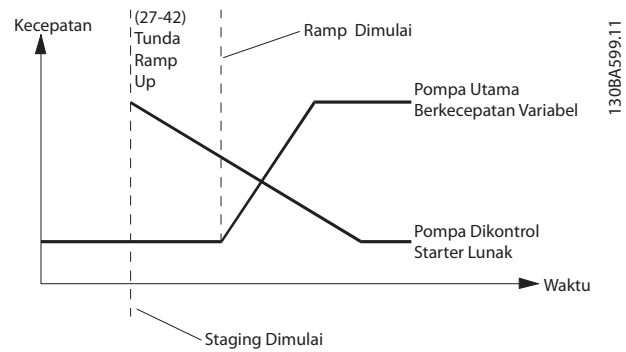 Kecepatan
(27-42)
Tunda
Ramp
Up
Ramp Dimulai
130BA599.11
Pompa Utama
Berkecepatan Variabel
Pompa Dikontrol
Starter Lunak
Waktu
Staging Dimulai